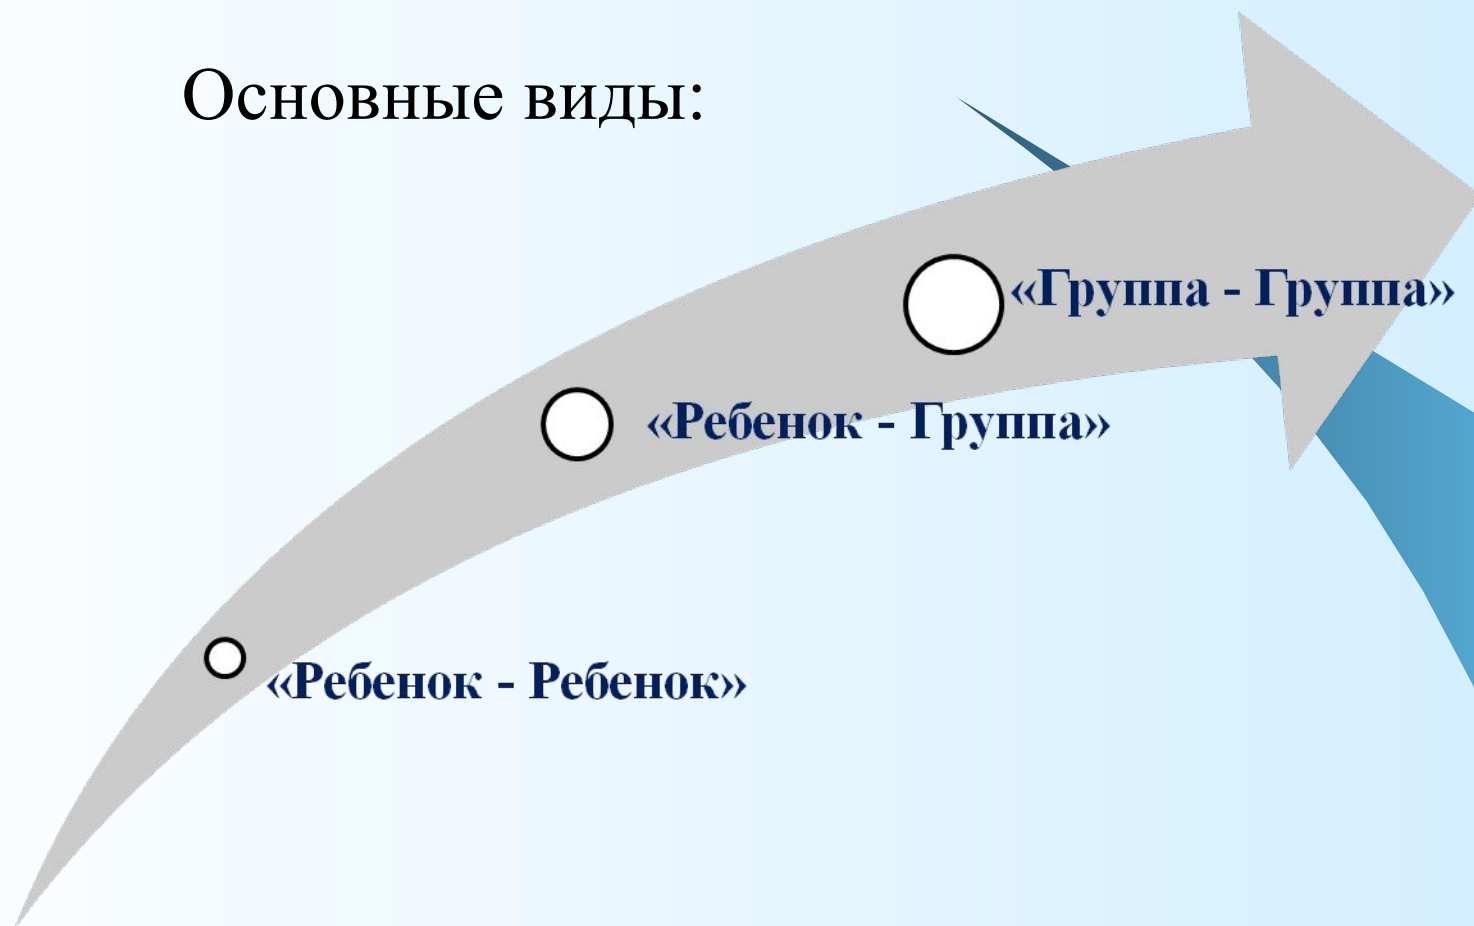 Основные виды:
«Группа - Группа»
«Ребенок - Группа»
«Ребенок - Ребенок»